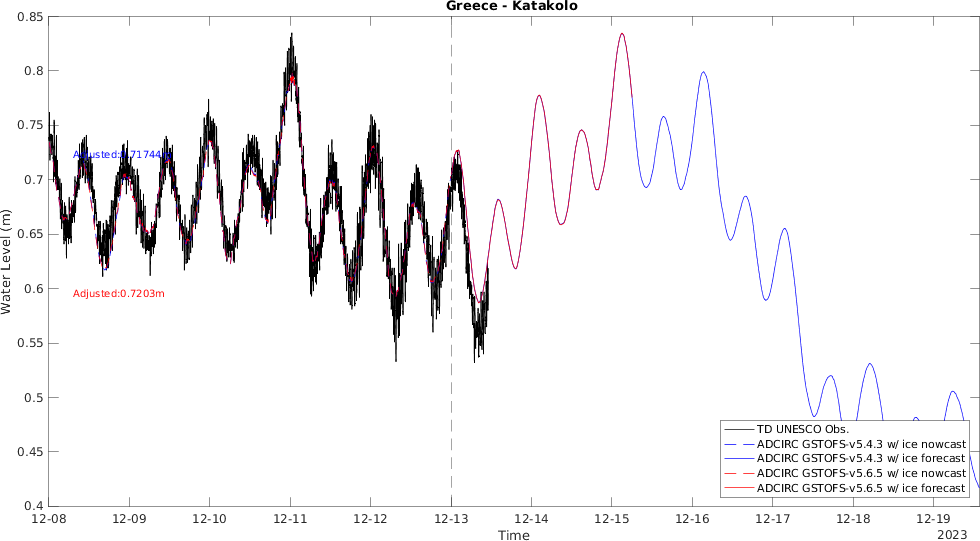 Greece - Katakolo
0.85
0.8
0.75
0.7
0.65
0.6
0.55
0.5
0.45
0.4
Water Level (m)
Adjusted:0.71744m
Adjusted:0.7203m
TD UNESCO Obs.
ADCIRC GSTOFS-v5.4.3 w/ ice nowcast
ADCIRC GSTOFS-v5.4.3 w/ ice forecast
ADCIRC GSTOFS-v5.6.5 w/ ice nowcast
ADCIRC GSTOFS-v5.6.5 w/ ice forecast
12-08 12-09 12-10 12-11 12-12 12-13 12-14 12-15 12-16 12-17 12-18 12-19
Time
2023